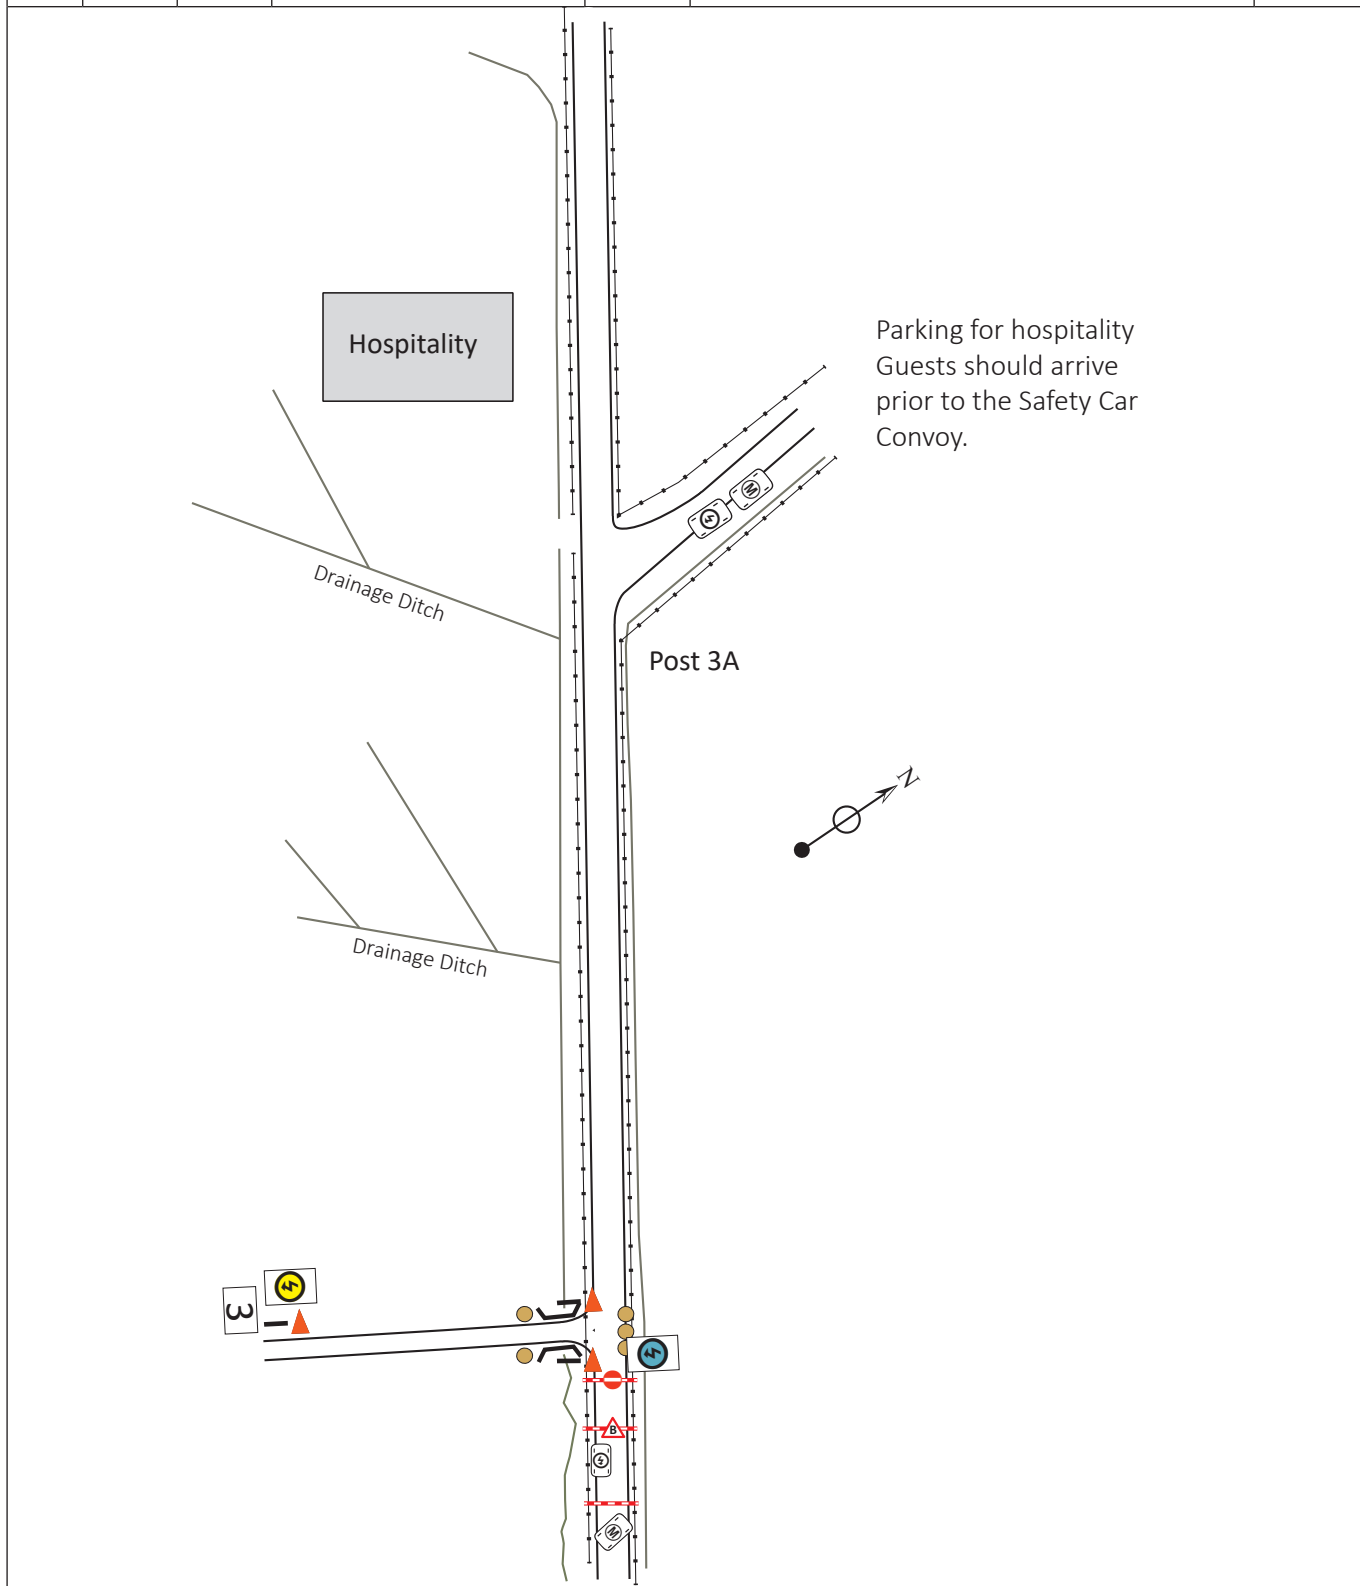 Hospitality
Parking for hospitality
Guests should arrive
prior to the Safety Car
Convoy.
M
Drainage Ditch
Post 3A
N
Drainage Ditch
3
B
M